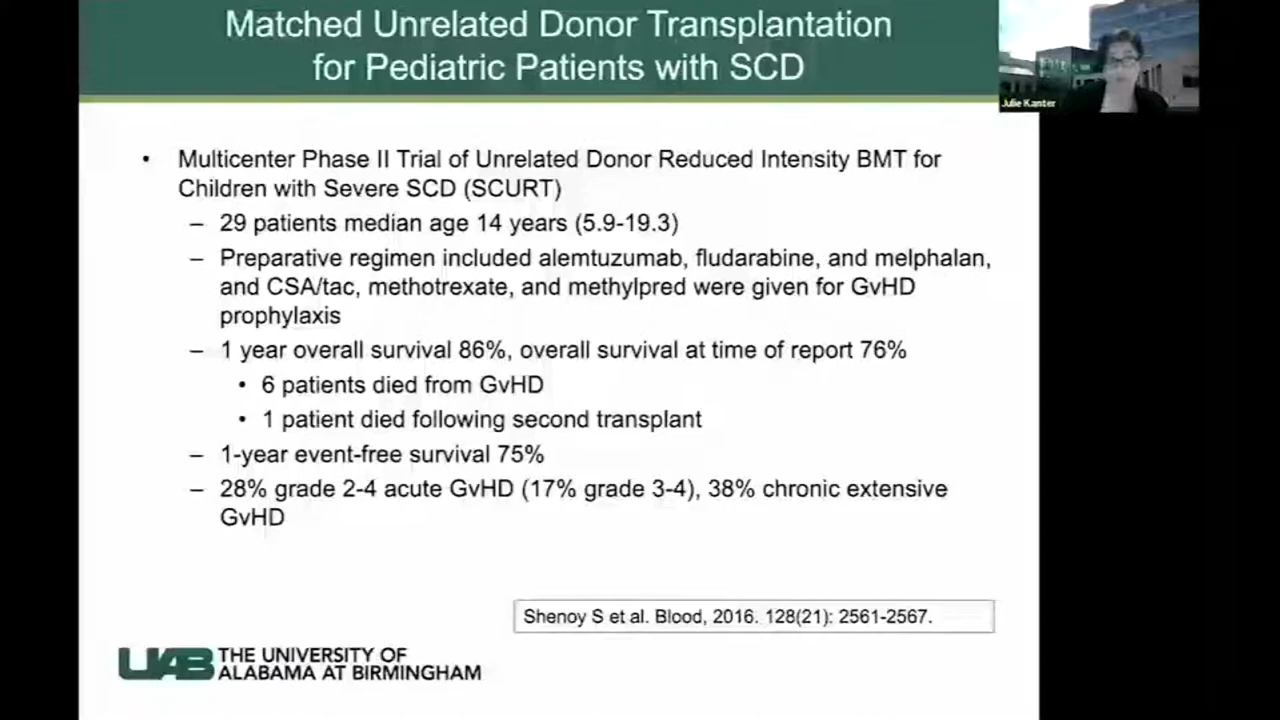 Matched Unrelated Donor Transplantation
for Pediatric Patients with SCD
Julie Kanter
• Multicenter Phase II Trial of Unrelated Donor Reduced Intensity BMT for
Children with Severe SCD (SCURT)
– 29 patients median age 14 years (5.9-19.3)
– Preparative regimen included alemtuzumab, fludarabine, and melphalan,
and CSA/tac, methotrexate, and methylpred were given for GvHD
prophylaxis
– 1 year overall survival 86%, overall survival at time of report 76%
• 6 patients died from GvHD
• 1 patient died following second transplant
– 1-year event-free survival 75%
– 28% grade 2-4 acute GvHD (17% grade 3-4), 38% chronic extensive
GvHD
Shenoy S et al. Blood, 2016. 128(21): 2561-2567.
UAB THE UNIVERSITY OF
ALABAMA AT BIRMINGHAM